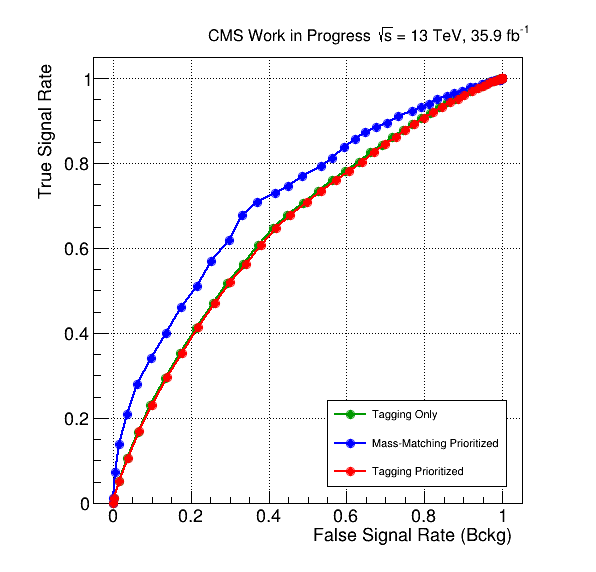 CMS Work in Progress √s = 13 TeV, 35.9 fb⁻¹
True Signal Rate
1
0.8
0.6
0.4
0.2
0
Tagging Only
Mass-Matching Prioritized
Tagging Prioritized
0 0.2 0.4 0.6 0.8 1
False Signal Rate (Bckg)